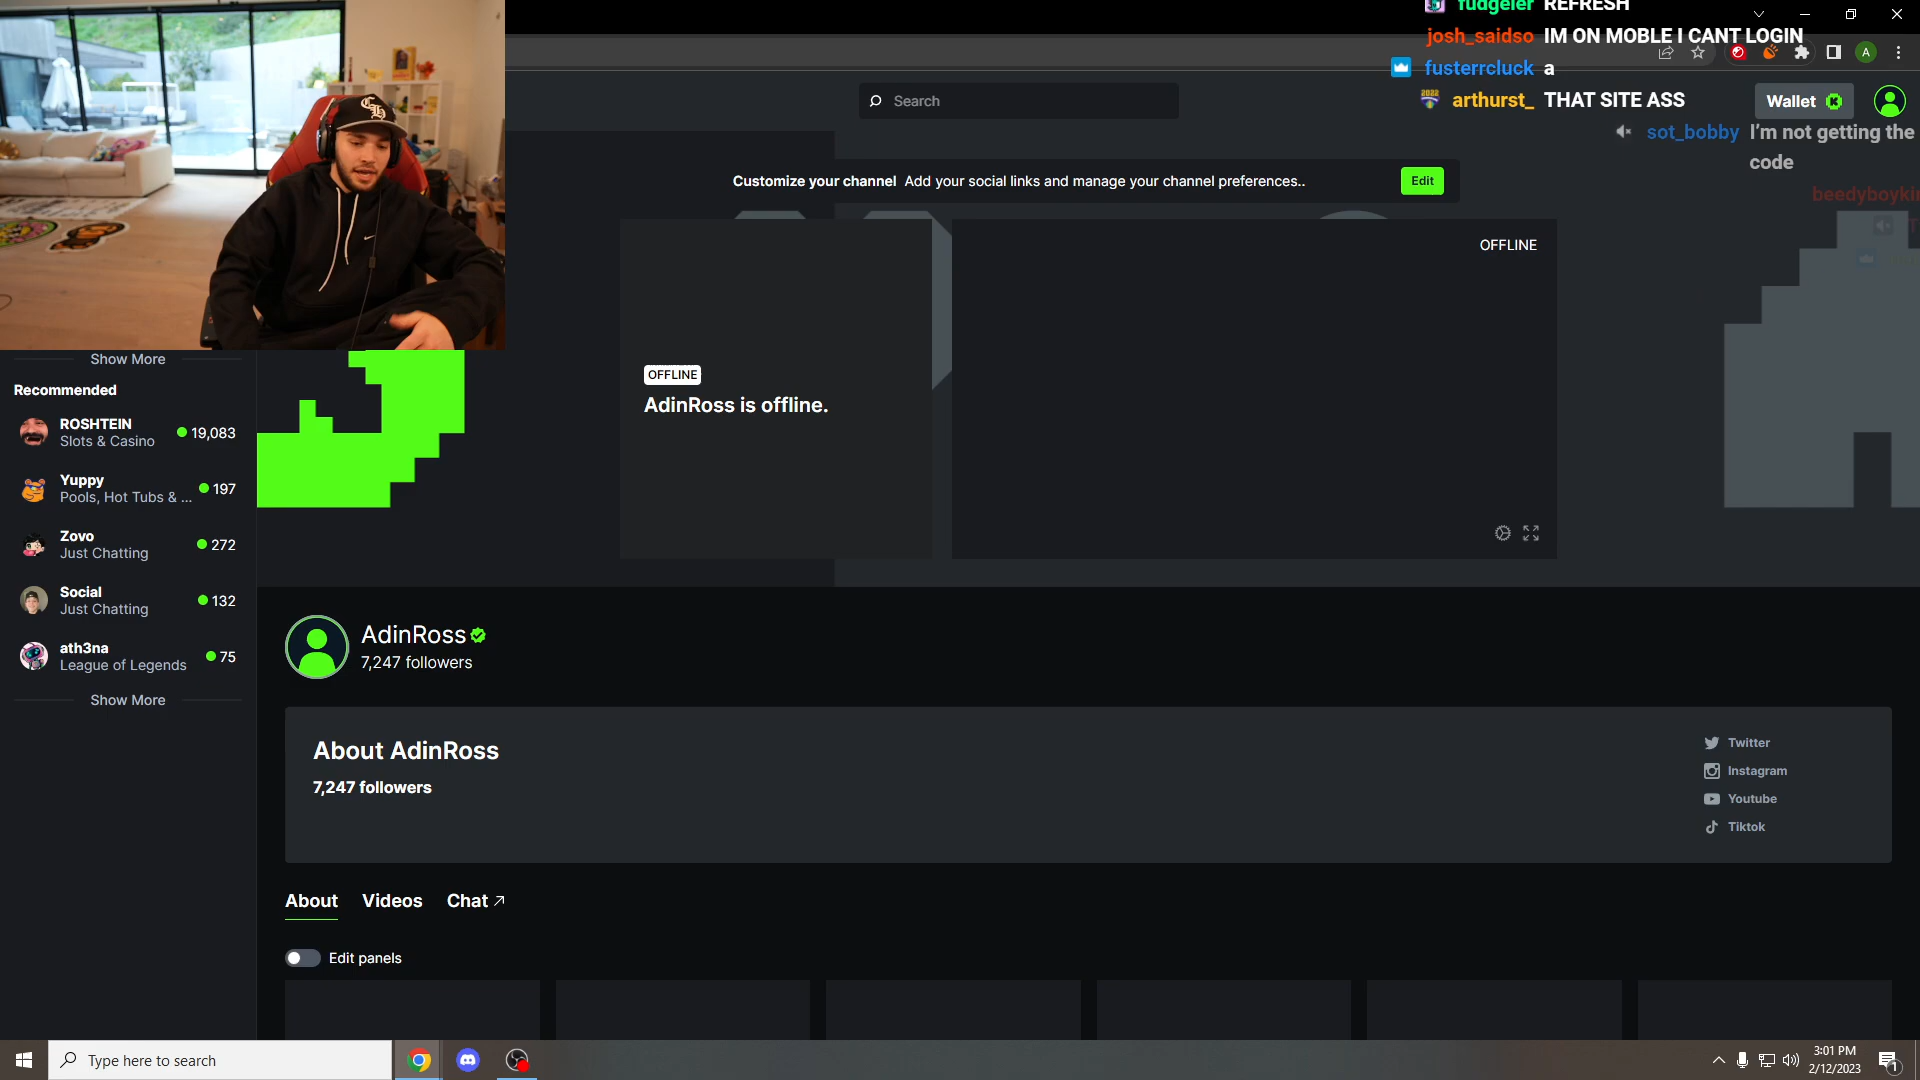 fudgeler REFRESH
josh_saidso IM ON MOBLE I CANT LOGIN
fusterrcluck a
arthurst_ THAT SITE ASS
sot_bobby I'm not getting the
code
beedyboykin
Search
Wallet
A
Customize your channel Add your social links and manage your channel preferences..
Edit
OFFLINE
OFFLINE
AdinRoss is offline.
Show More
Recommended
ROSHTEIN
Slots & Casino
19,083
Yuppy
Pools, Hot Tubs & ...
197
Zovo
Just Chatting
272
Social
Just Chatting
132
ath3na
League of Legends
75
Show More
AdinRoss
7,247 followers
About AdinRoss
7,247 followers
Twitter
Instagram
Youtube
Tiktok
About
Videos
Chat
Edit panels
Type here to search
3:01 PM
2/12/2023
1